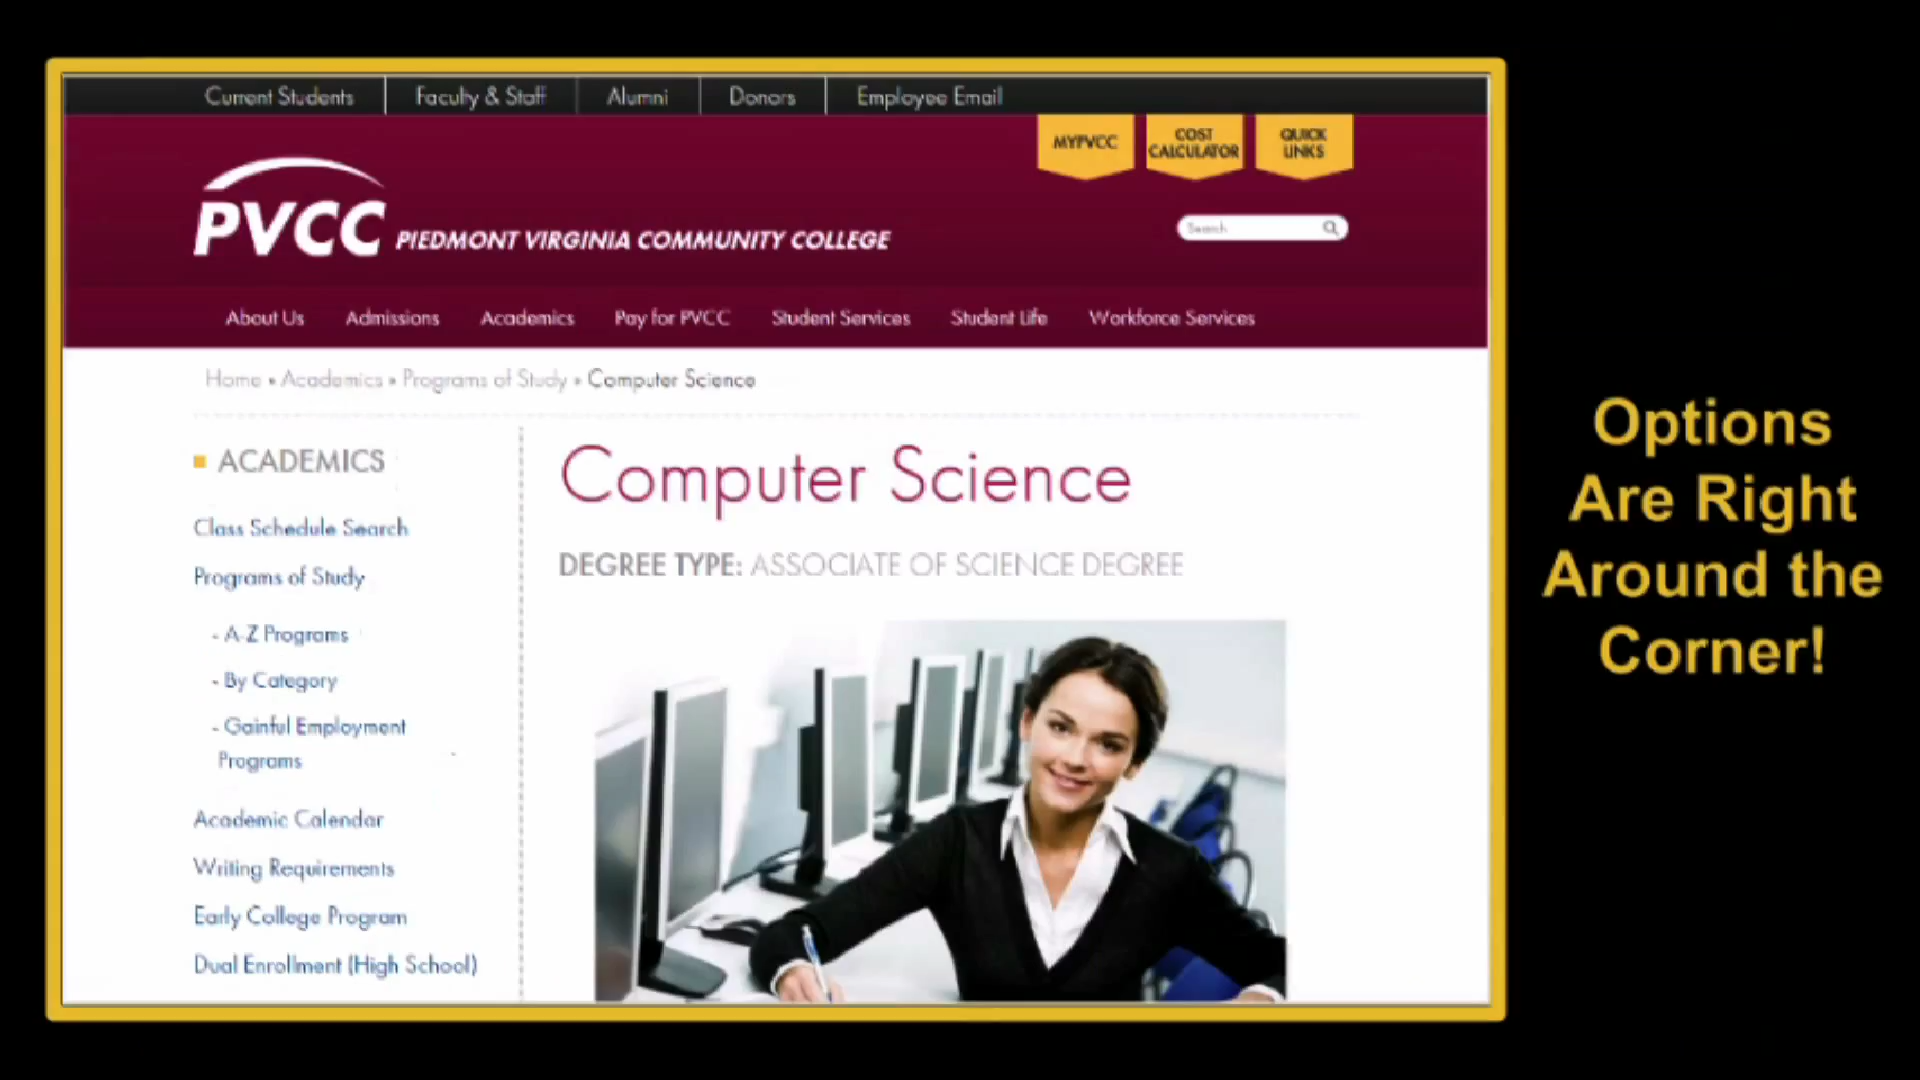 Current Students
Faculty & Staff
Alumni
Donors
Employee Email
MYPVCC
COST
CALCULATOR
QUICK
LINKS
PVCC PIEDMONT VIRGINIA COMMUNITY COLLEGE
Search
About Us
Admissions
Academics
Pay for PVCC
Student Services
Student Life
Workforce Services
Home • Academics • Programs of Study • Computer Science
ACADEMICS
Class Schedule Search
Programs of Study
- A-Z Programs
- By Category
- Gainful Employment
Programs
Academic Calendar
Writing Requirements
Early College Program
Dual Enrollment (High School)
Computer Science
DEGREE TYPE: ASSOCIATE OF SCIENCE DEGREE
Options
Are Right
Around the
Corner!